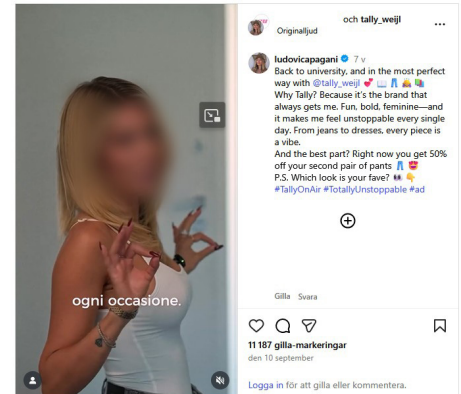 och tally_weijl
Originalljud
ludovicapagani 7 v
Back to university, and in the most perfect
way with @tally_weijl 💕 📖 👖 👩‍🏫 📚
Why Tally? Because it's the brand that
always gets me. Fun, bold, feminine—and
it makes me feel unstoppable every single
day. From jeans to dresses, every piece is
a vibe.
And the best part? Right now you get 50%
off your second pair of pants 👖 😍
P.S. Which look is your fave? 👀 👇
#TallyOnAir #TotallyUnstoppable #ad
ogni occasione.
Gilla Svara
11 187 gilla-markeringar
den 10 september
Logga in för att gilla eller kommentera.